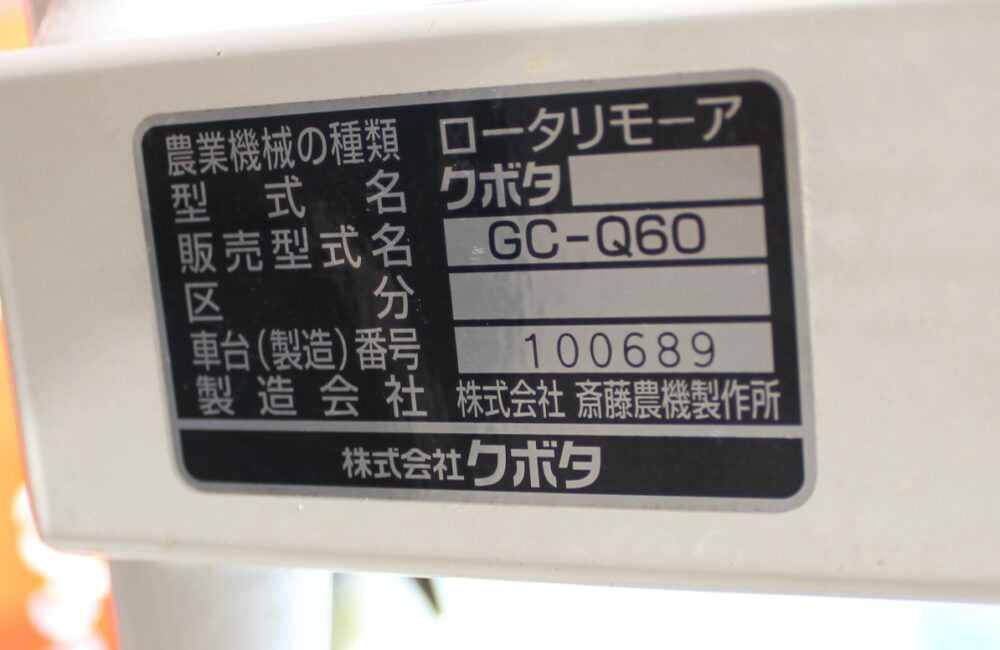 農業機械の種類 ロータリモーア
型式名 クボタ
販売型式名 GC-Q60
区分
車台(製造)番号 100689
製造会社 株式会社 斎藤農機製作所
株式会社クボタ